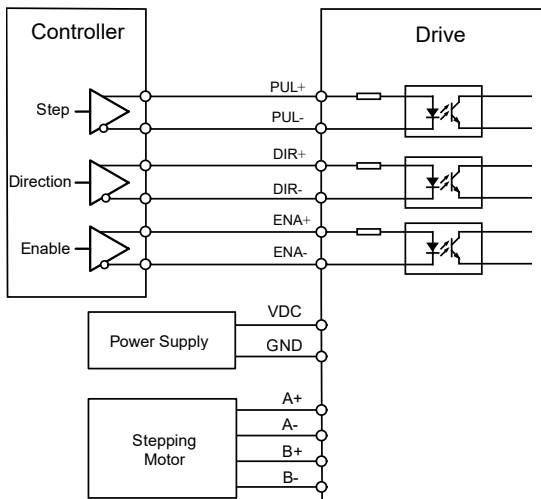 Controller
Drive
PUL+
Step
PUL-
DIR+
Direction
DIR-
ENA+
Enable
ENA-
VDC
Power Supply
GND
A+
A-
Stepping
Motor
B+
B-